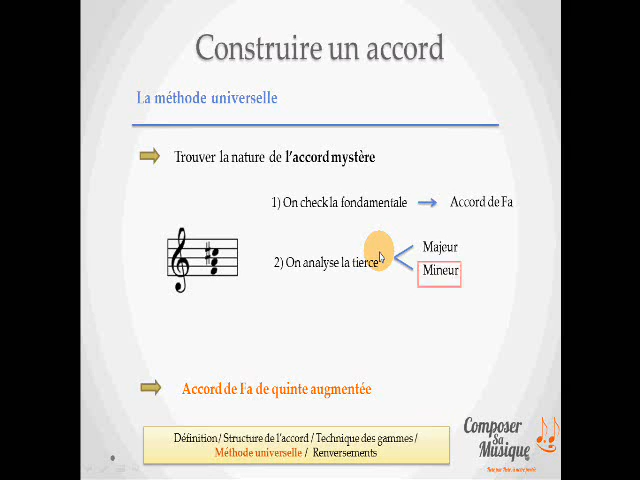 Construire un accord
La méthode universelle
Trouver la nature de l'accord mystère
1) On check la fondamentale
Accord de Fa
2) On analyse la tierce
Majeur
Mineur
Accord de Fa de quinte augmentée
Définition / Structure de l'accord / Technique des gammes /
Méthode universelle / Renversements
Composer
Sa
Musique